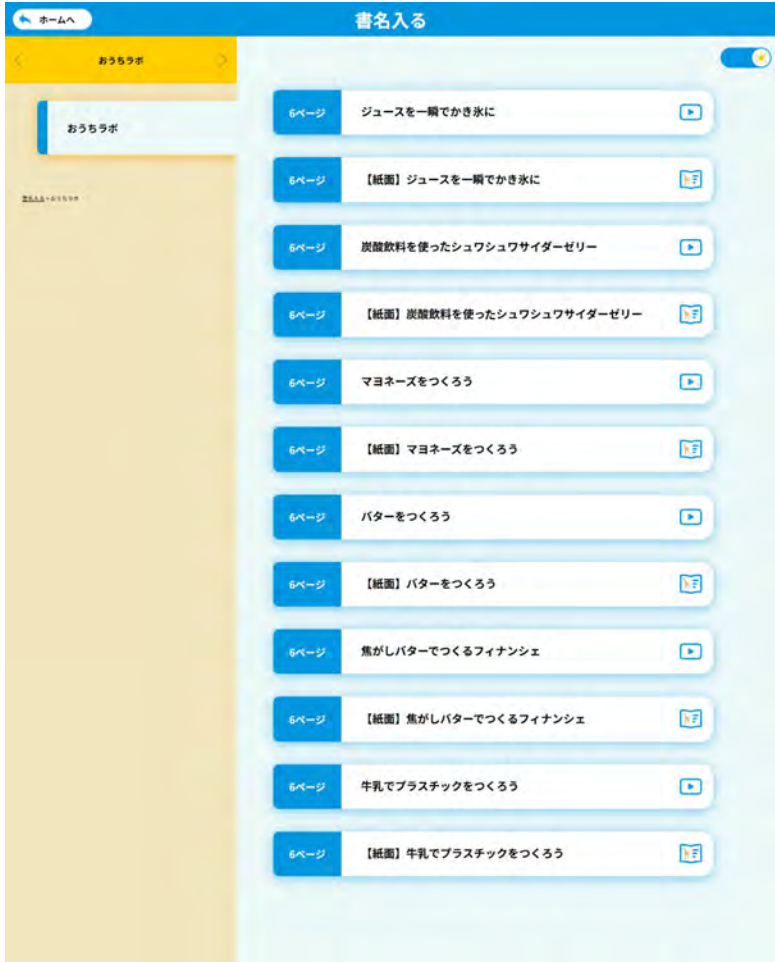 ホームへ
書名入る
おうちラボ
おうちラボ
書名入る>おうちラボ
6ページ ジュースを一瞬でかき氷に
6ページ 【紙面】ジュースを一瞬でかき氷に
6ページ 炭酸飲料を使ったシュワシュワサイダーゼリー
6ページ 【紙面】炭酸飲料を使ったシュワシュワサイダーゼリー
6ページ マヨネーズをつくろう
6ページ 【紙面】マヨネーズをつくろう
6ページ バターをつくろう
6ページ 【紙面】バターをつくろう
6ページ 焦がしバターでつくるフィナンシェ
6ページ 【紙面】焦がしバターでつくるフィナンシェ
6ページ 牛乳でプラスチックをつくろう
6ページ 【紙面】牛乳でプラスチックをつくろう